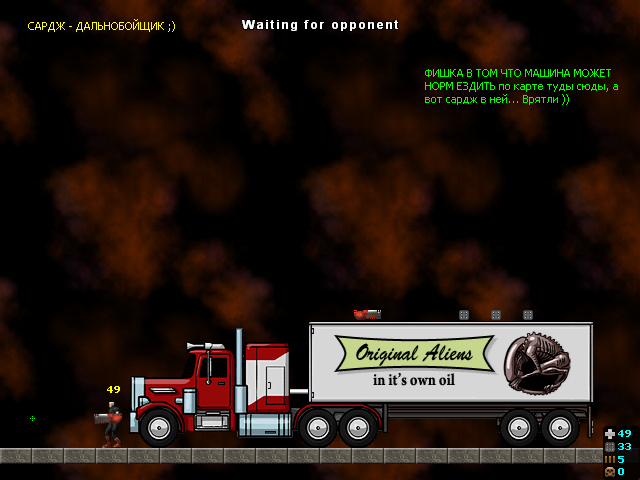 САРДЖ - ДАЛЬНОБОЙЩИК ;)
Waiting for opponent
ФИШКА В ТОМ ЧТО МАШИНА МОЖЕТ
НОРМ ЕЗДИТЬ по карте туды сюды, а
вот сардж в ней... Врятли ))
Original Aliens
in it's own oil
49
49
33
5
0